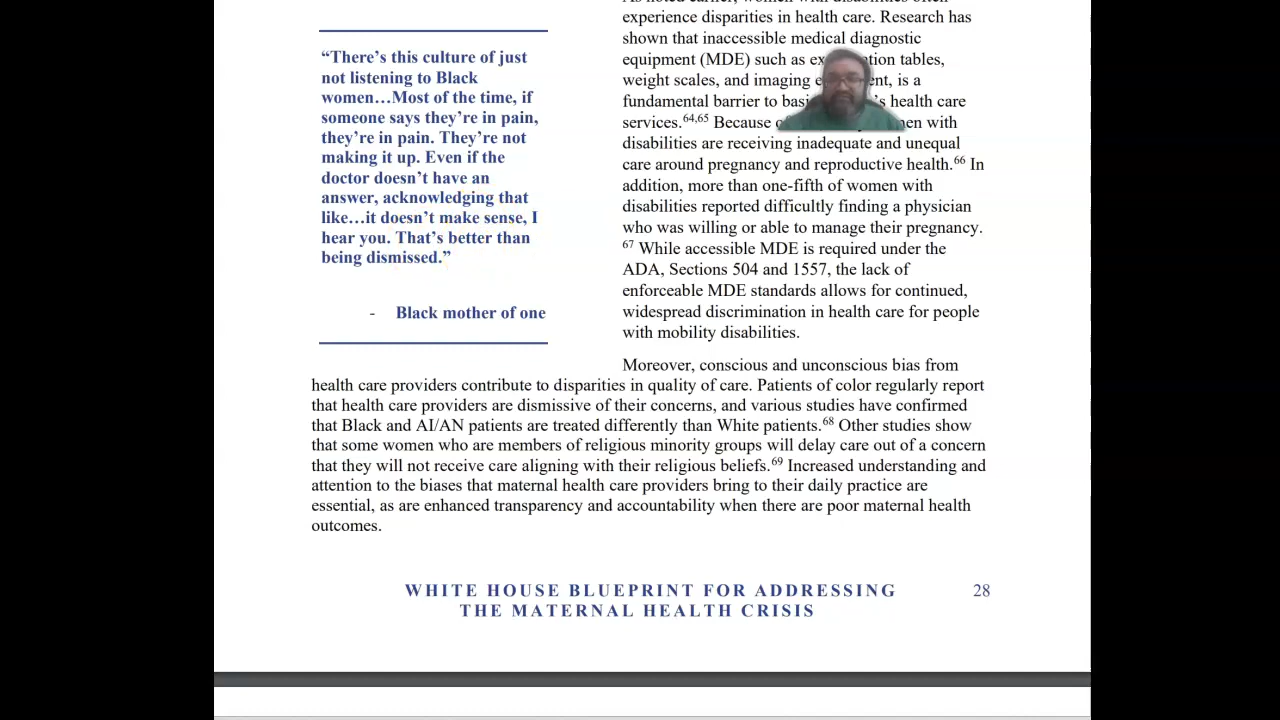 “There’s this culture of just
not listening to Black
women…Most of the time, if
someone says they’re in pain,
they’re in pain. They’re not
making it up. Even if the
doctor doesn’t have an
answer, acknowledging that
like…it doesn’t make sense, I
hear you. That’s better than
being dismissed.”
- Black mother of one
experience disparities in health care. Research has
shown that inaccessible medical diagnostic
equipment (MDE) such as tables,
weight scales, and imaging is a
fundamental barrier to health care
services.64,65 Because with
disabilities are receiving inadequate and unequal
care around pregnancy and reproductive health.66 In
addition, more than one-fifth of women with
disabilities reported difficultly finding a physician
who was willing or able to manage their pregnancy.
67 While accessible MDE is required under the
ADA, Sections 504 and 1557, the lack of
enforceable MDE standards allows for continued,
widespread discrimination in health care for people
with mobility disabilities.
Moreover, conscious and unconscious bias from
health care providers contribute to disparities in quality of care. Patients of color regularly report
that health care providers are dismissive of their concerns, and various studies have confirmed
that Black and AI/AN patients are treated differently than White patients.68 Other studies show
that some women who are members of religious minority groups will delay care out of a concern
that they will not receive care aligning with their religious beliefs.69 Increased understanding and
attention to the biases that maternal health care providers bring to their daily practice are
essential, as are enhanced transparency and accountability when there are poor maternal health
outcomes.
WHITE HOUSE BLUEPRINT FOR ADDRESSING 28
THE MATERNAL HEALTH CRISIS